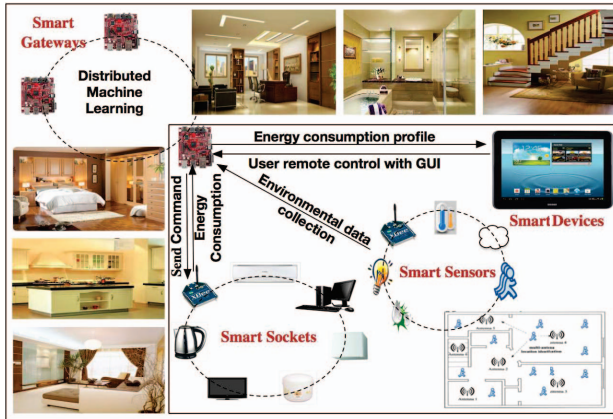 Smart
Gateways
Distributed
Machine
Learning
Energy consumption profile
User remote control with GUI
Send Command
Energy
Consumption
Environmental data
collection
Smart Devices
Smart Sensors
Smart Sockets